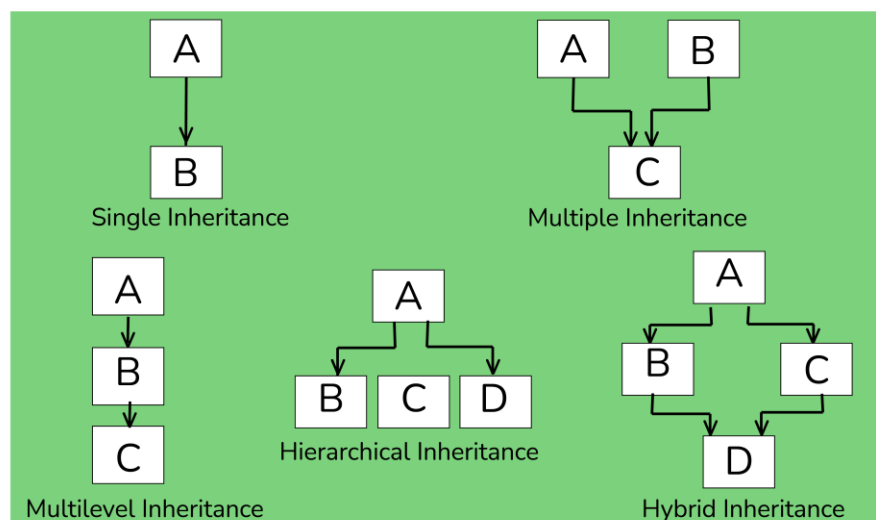 A
B
Single Inheritance
A B
C
Multiple Inheritance
A
B
C
Multilevel Inheritance
A
B C D
Hierarchical Inheritance
A
B C
D
Hybrid Inheritance